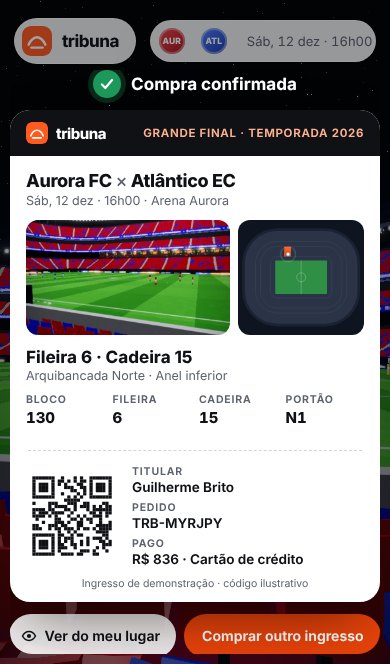 tribuna
AUR ATL Sáb, 12 dez · 16h00
Compra confirmada
tribuna GRANDE FINAL · TEMPORADA 2026
Aurora FC × Atlântico EC
Sáb, 12 dez · 16h00 · Arena Aurora
Fileira 6 · Cadeira 15
Arquibancada Norte · Anel inferior
BLOCO FILEIRA CADEIRA PORTÃO
130 6 15 N1
TITULAR
Guilherme Brito
PEDIDO
TRB-MYRJPY
PAGO
R$ 836 · Cartão de crédito
Ingresso de demonstração · código ilustrativo
Ver do meu lugar Comprar outro ingresso